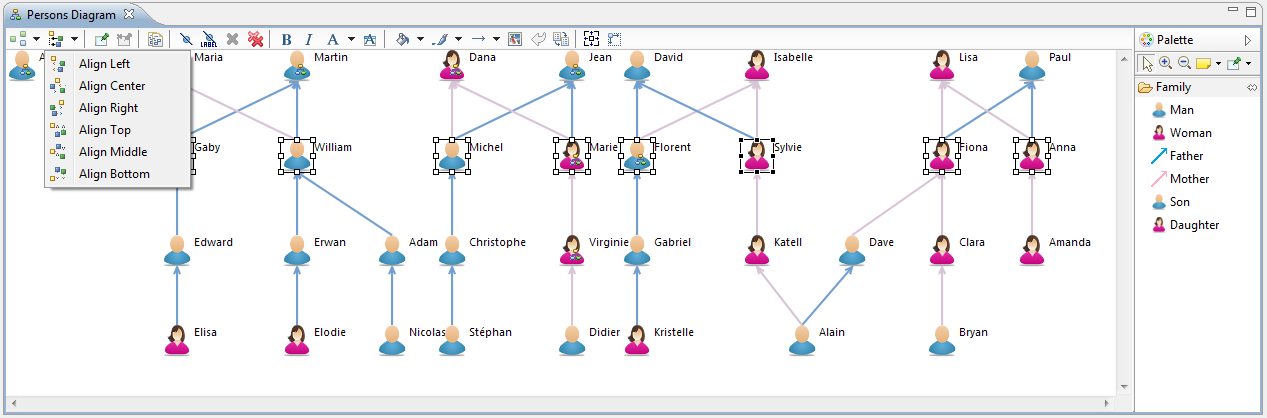 Persons Diagram
B I A A
LABEL
Palette
A Maria Martin Dana Jean David Isabelle Lisa Paul
Align Left
Align Center
Align Right
Align Top
Align Middle
Align Bottom
Gaby William Michel Marie Florent Sylvie Fiona Anna
Edward Erwan Adam Christophe Virginie Gabriel Katell Dave Clara Amanda
Elisa Elodie Nicolas Stéphan Didier Kristelle Alain Bryan
Family
Man
Woman
Father
Mother
Son
Daughter